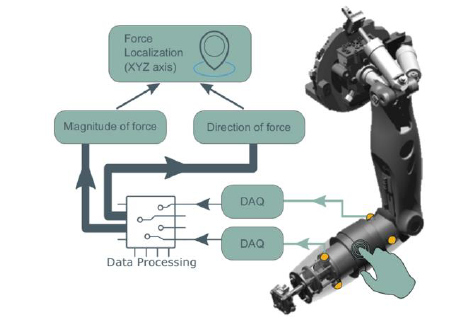 Force
Localization
(XYZ axis)
Magnitude of force
Direction of force
DAQ
DAQ
Data Processing